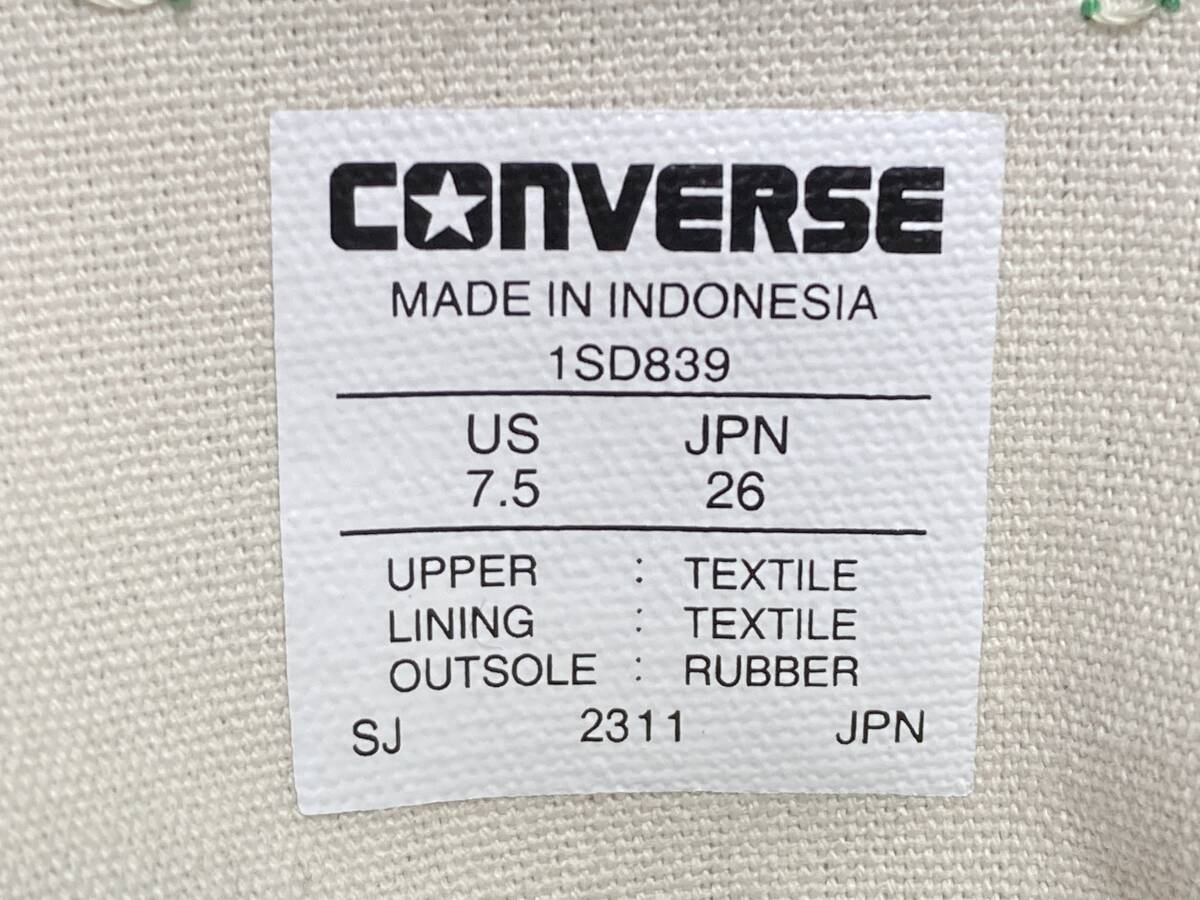 CONVERSE
MADE IN INDONESIA
1SD839
US JPN
7.5 26
UPPER : TEXTILE
LINING : TEXTILE
OUTSOLE : RUBBER
SJ 2311 JPN